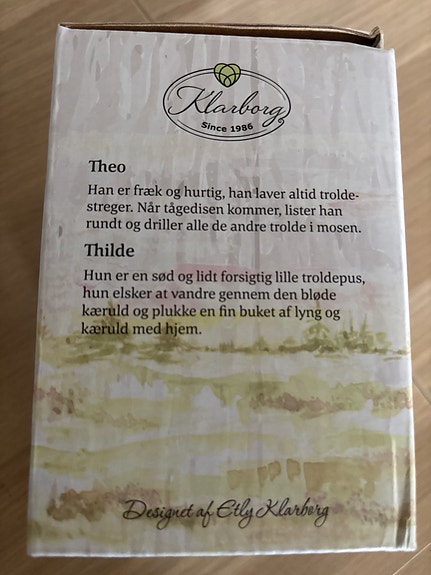 Klarborg
Since 1986
Theo
Han er fræk og hurtig, han laver altid trolde-
streger. Når tågedisen kommer, lister han
rundt og driller alle de andre trolde i mosen.
Thilde
Hun er en sød og lidt forsigtig lille troldepus,
hun elsker at vandre gennem den bløde
kæruld og plukke en fin buket af lyng og
kæruld med hjem.
Designet af Etly Klarborg